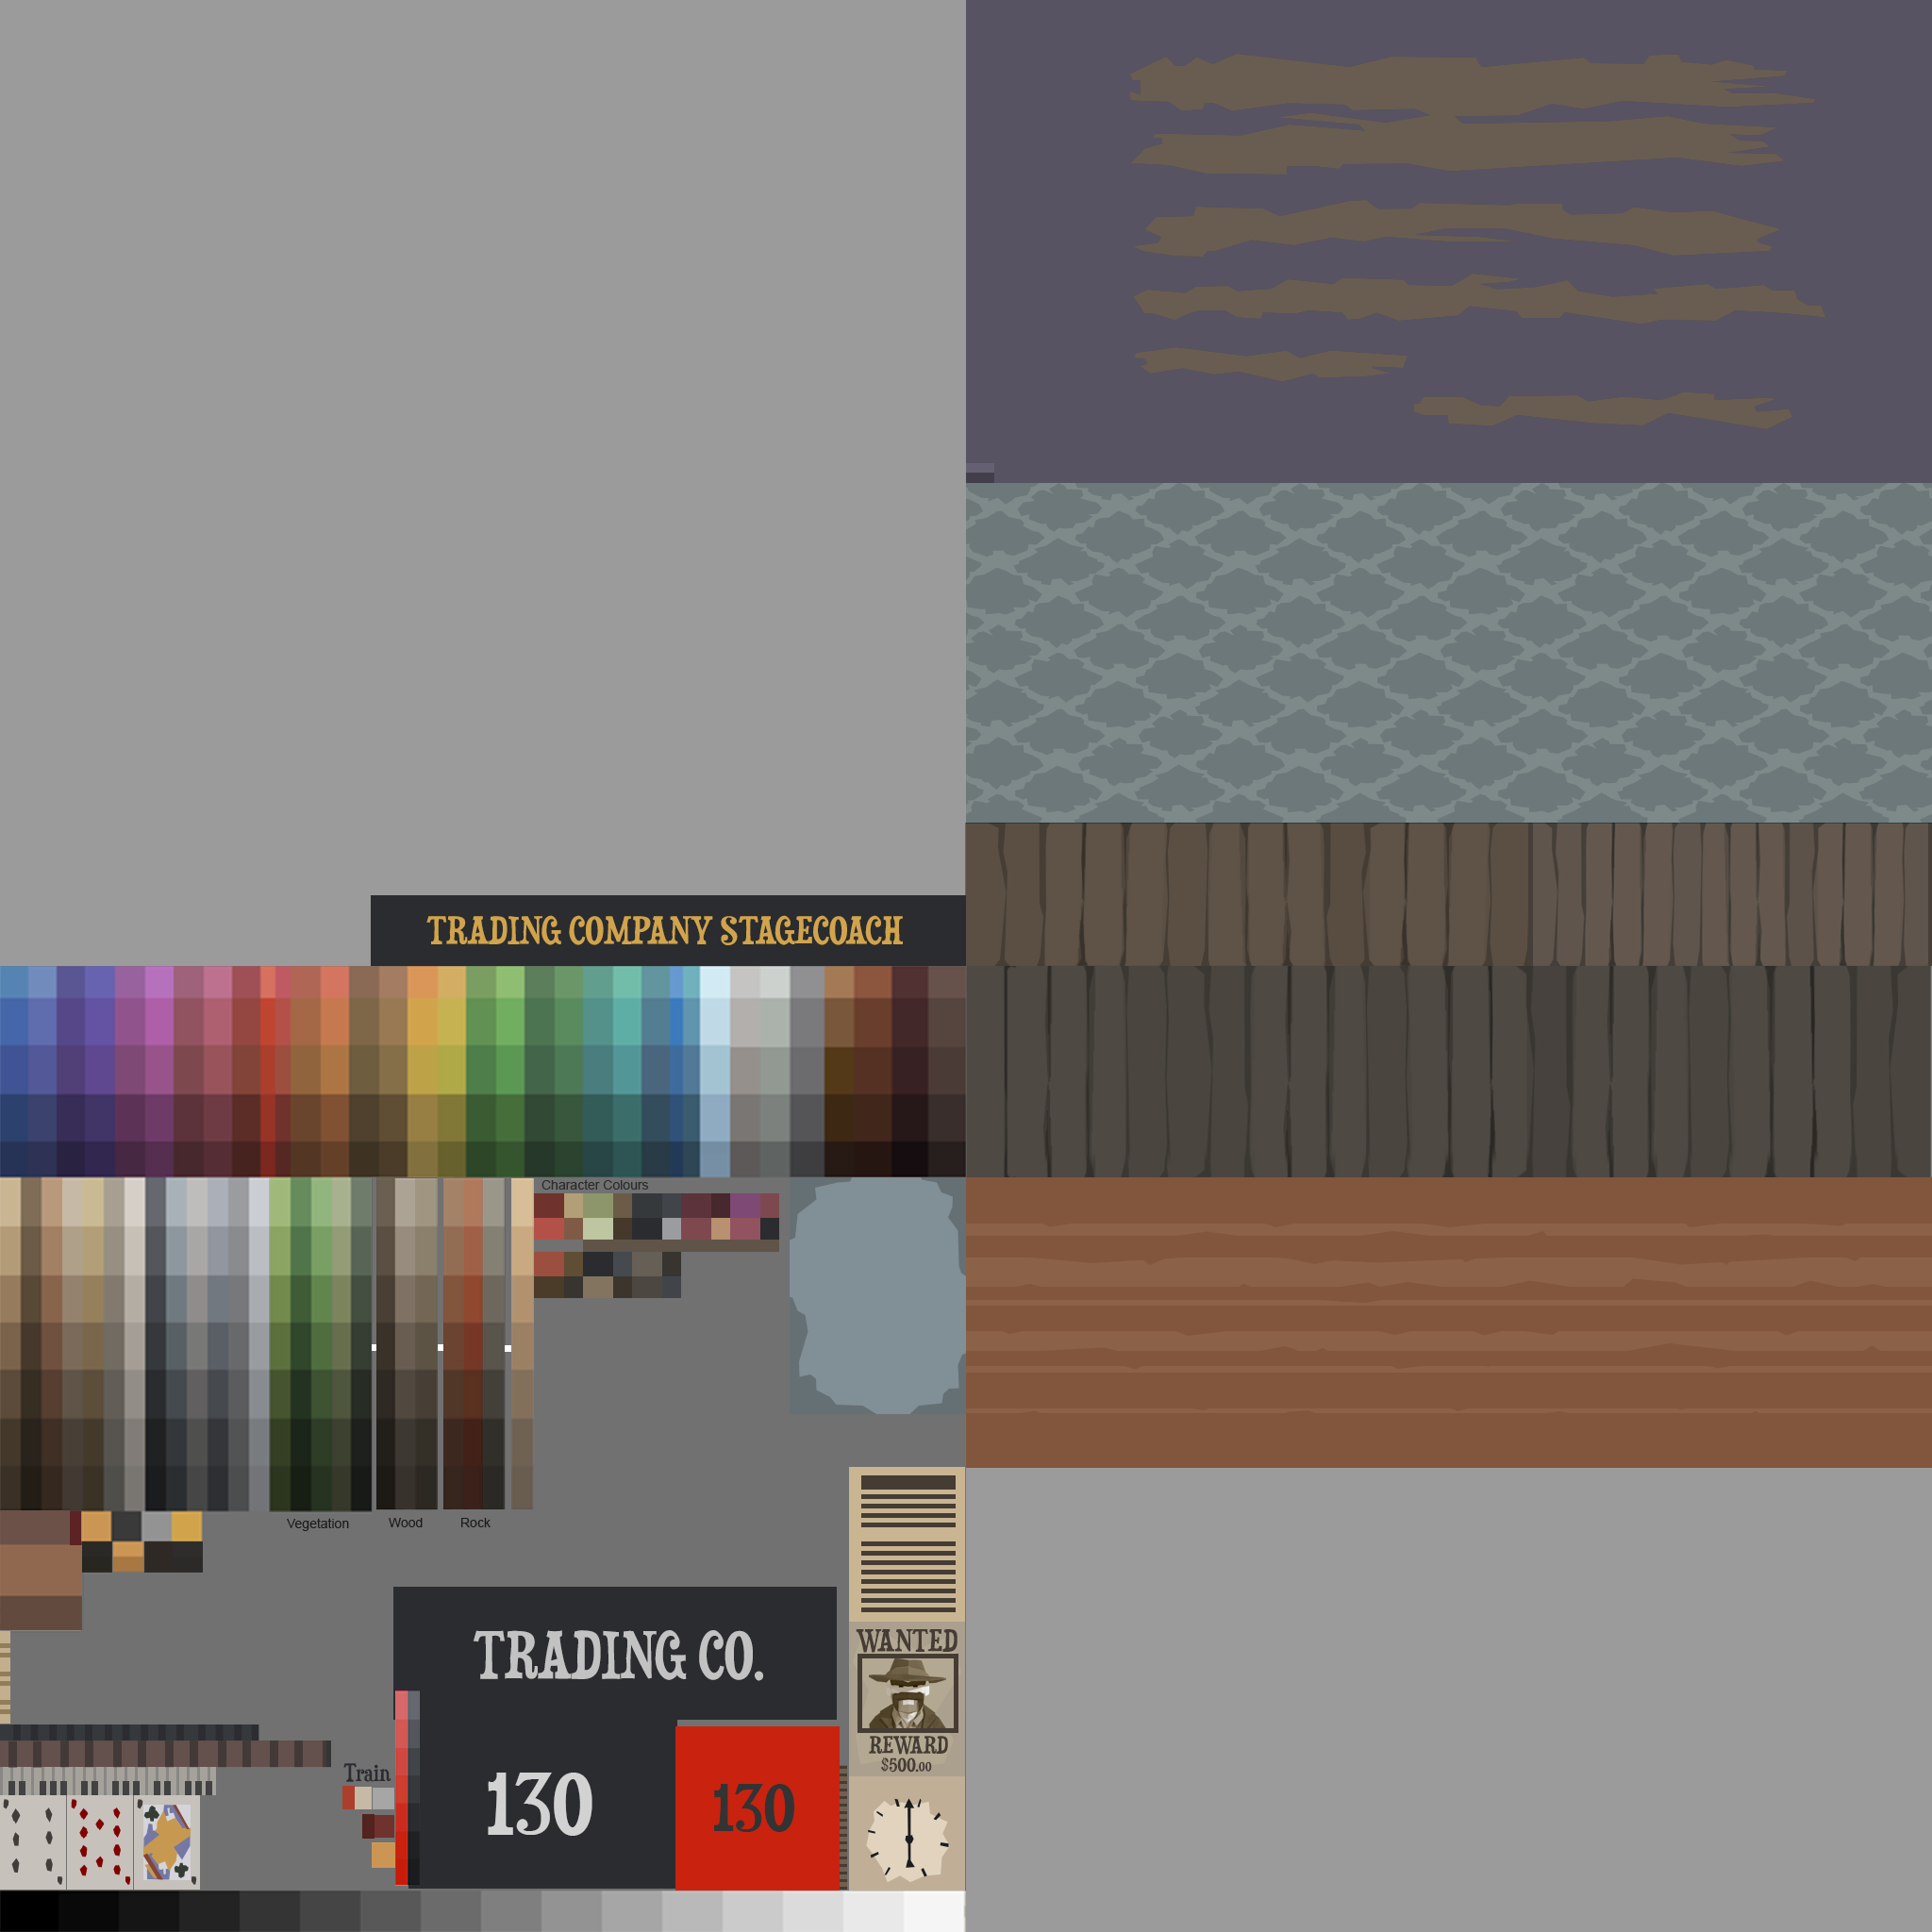 TRADING COMPANY STAGECOACH
Character Colours
Vegetation
Wood
Rock
TRADING CO.
WANTED
REWARD
$500.00
Train
130
130